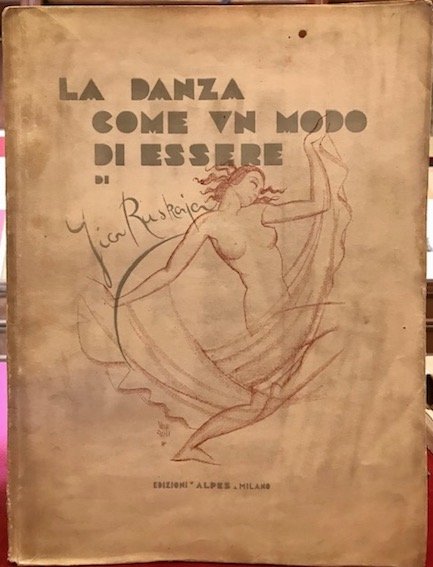 LA DANZA
COME VN MODO
DI ESSERE
DI
Jia Ruskaja
EDIZIONI "ALPES" MILANO